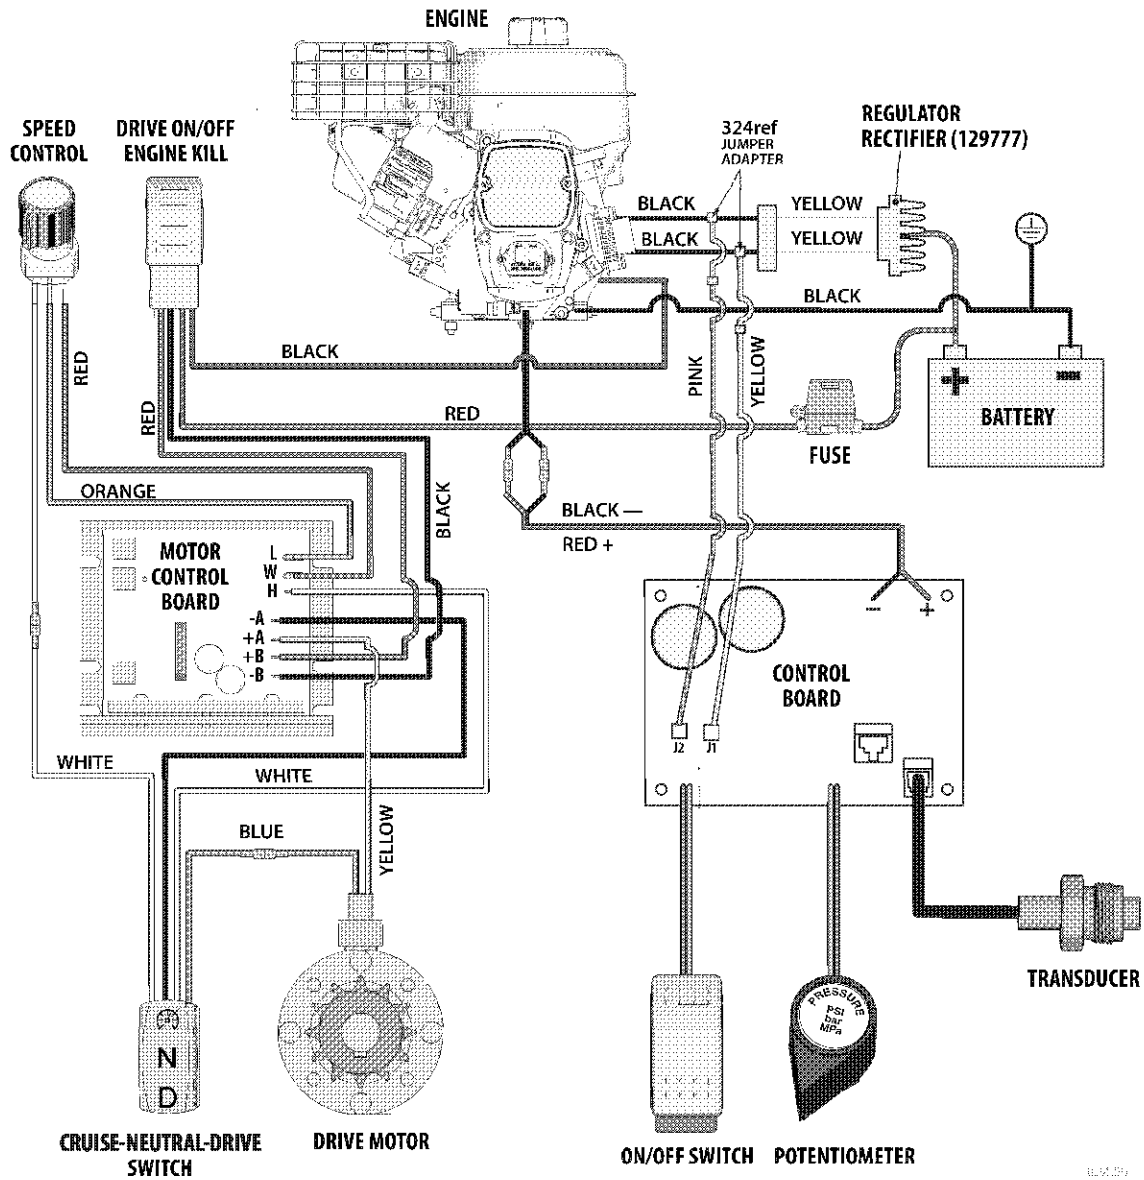 ENGINE
SPEED
CONTROL
DRIVE ON/OFF
ENGINE KILL
324ref
JUMPER
ADAPTER
REGULATOR
RECTIFIER (129777)
BLACK
YELLOW
BLACK
YELLOW
BLACK
BLACK
RED
PINK
YELLOW
RED
RED
BATTERY
FUSE
ORANGE
BLACK
BLACK —
RED +
MOTOR
CONTROL
BOARD
L
W
H
-A
+A
+B
-B
– +
CONTROL
BOARD
J2
J1
WHITE
WHITE
BLUE
YELLOW
TRANSDUCER
PRESSURE
PSI
bar
MPa
N
D
CRUISE-NEUTRAL-DRIVE
SWITCH
DRIVE MOTOR
ON/OFF SWITCH
POTENTIOMETER